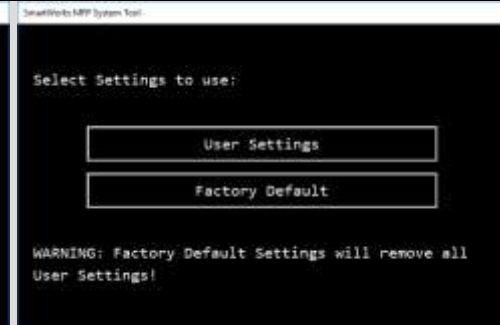 SmartWorks MFP System Tool
Select Settings to use:
User Settings
Factory Default
WARNING: Factory Default Settings will remove all
User Settings!